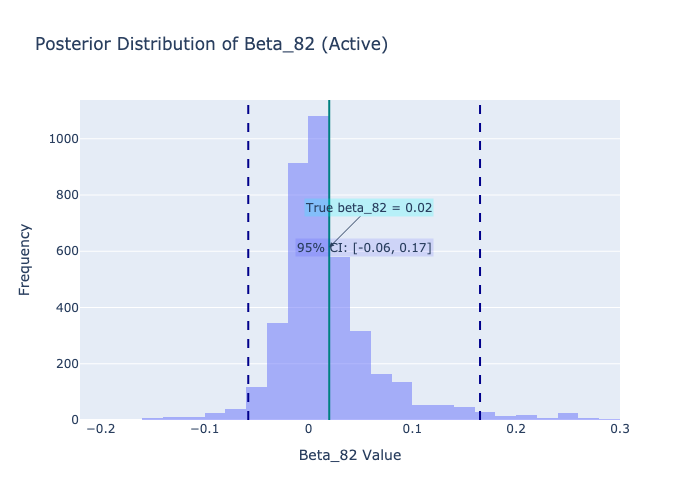 Posterior Distribution of Beta_82 (Active)
1000
800
600
400
200
0
Frequency
True beta_82 = 0.02
95% CI: [-0.06, 0.17]
−0.2
−0.1
0
0.1
0.2
0.3
Beta_82 Value